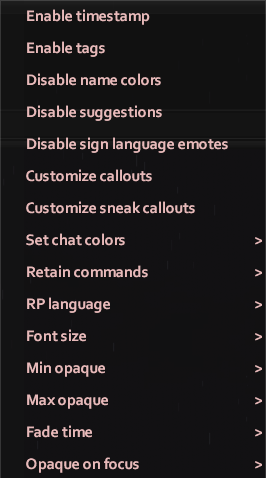 Enable timestamp
Enable tags
Disable name colors
Disable suggestions
Disable sign language emotes
Customize callouts
Customize sneak callouts
Set chat colors >
Retain commands >
RP language >
Font size >
Min opaque >
Max opaque >
Fade time >
Opaque on focus >